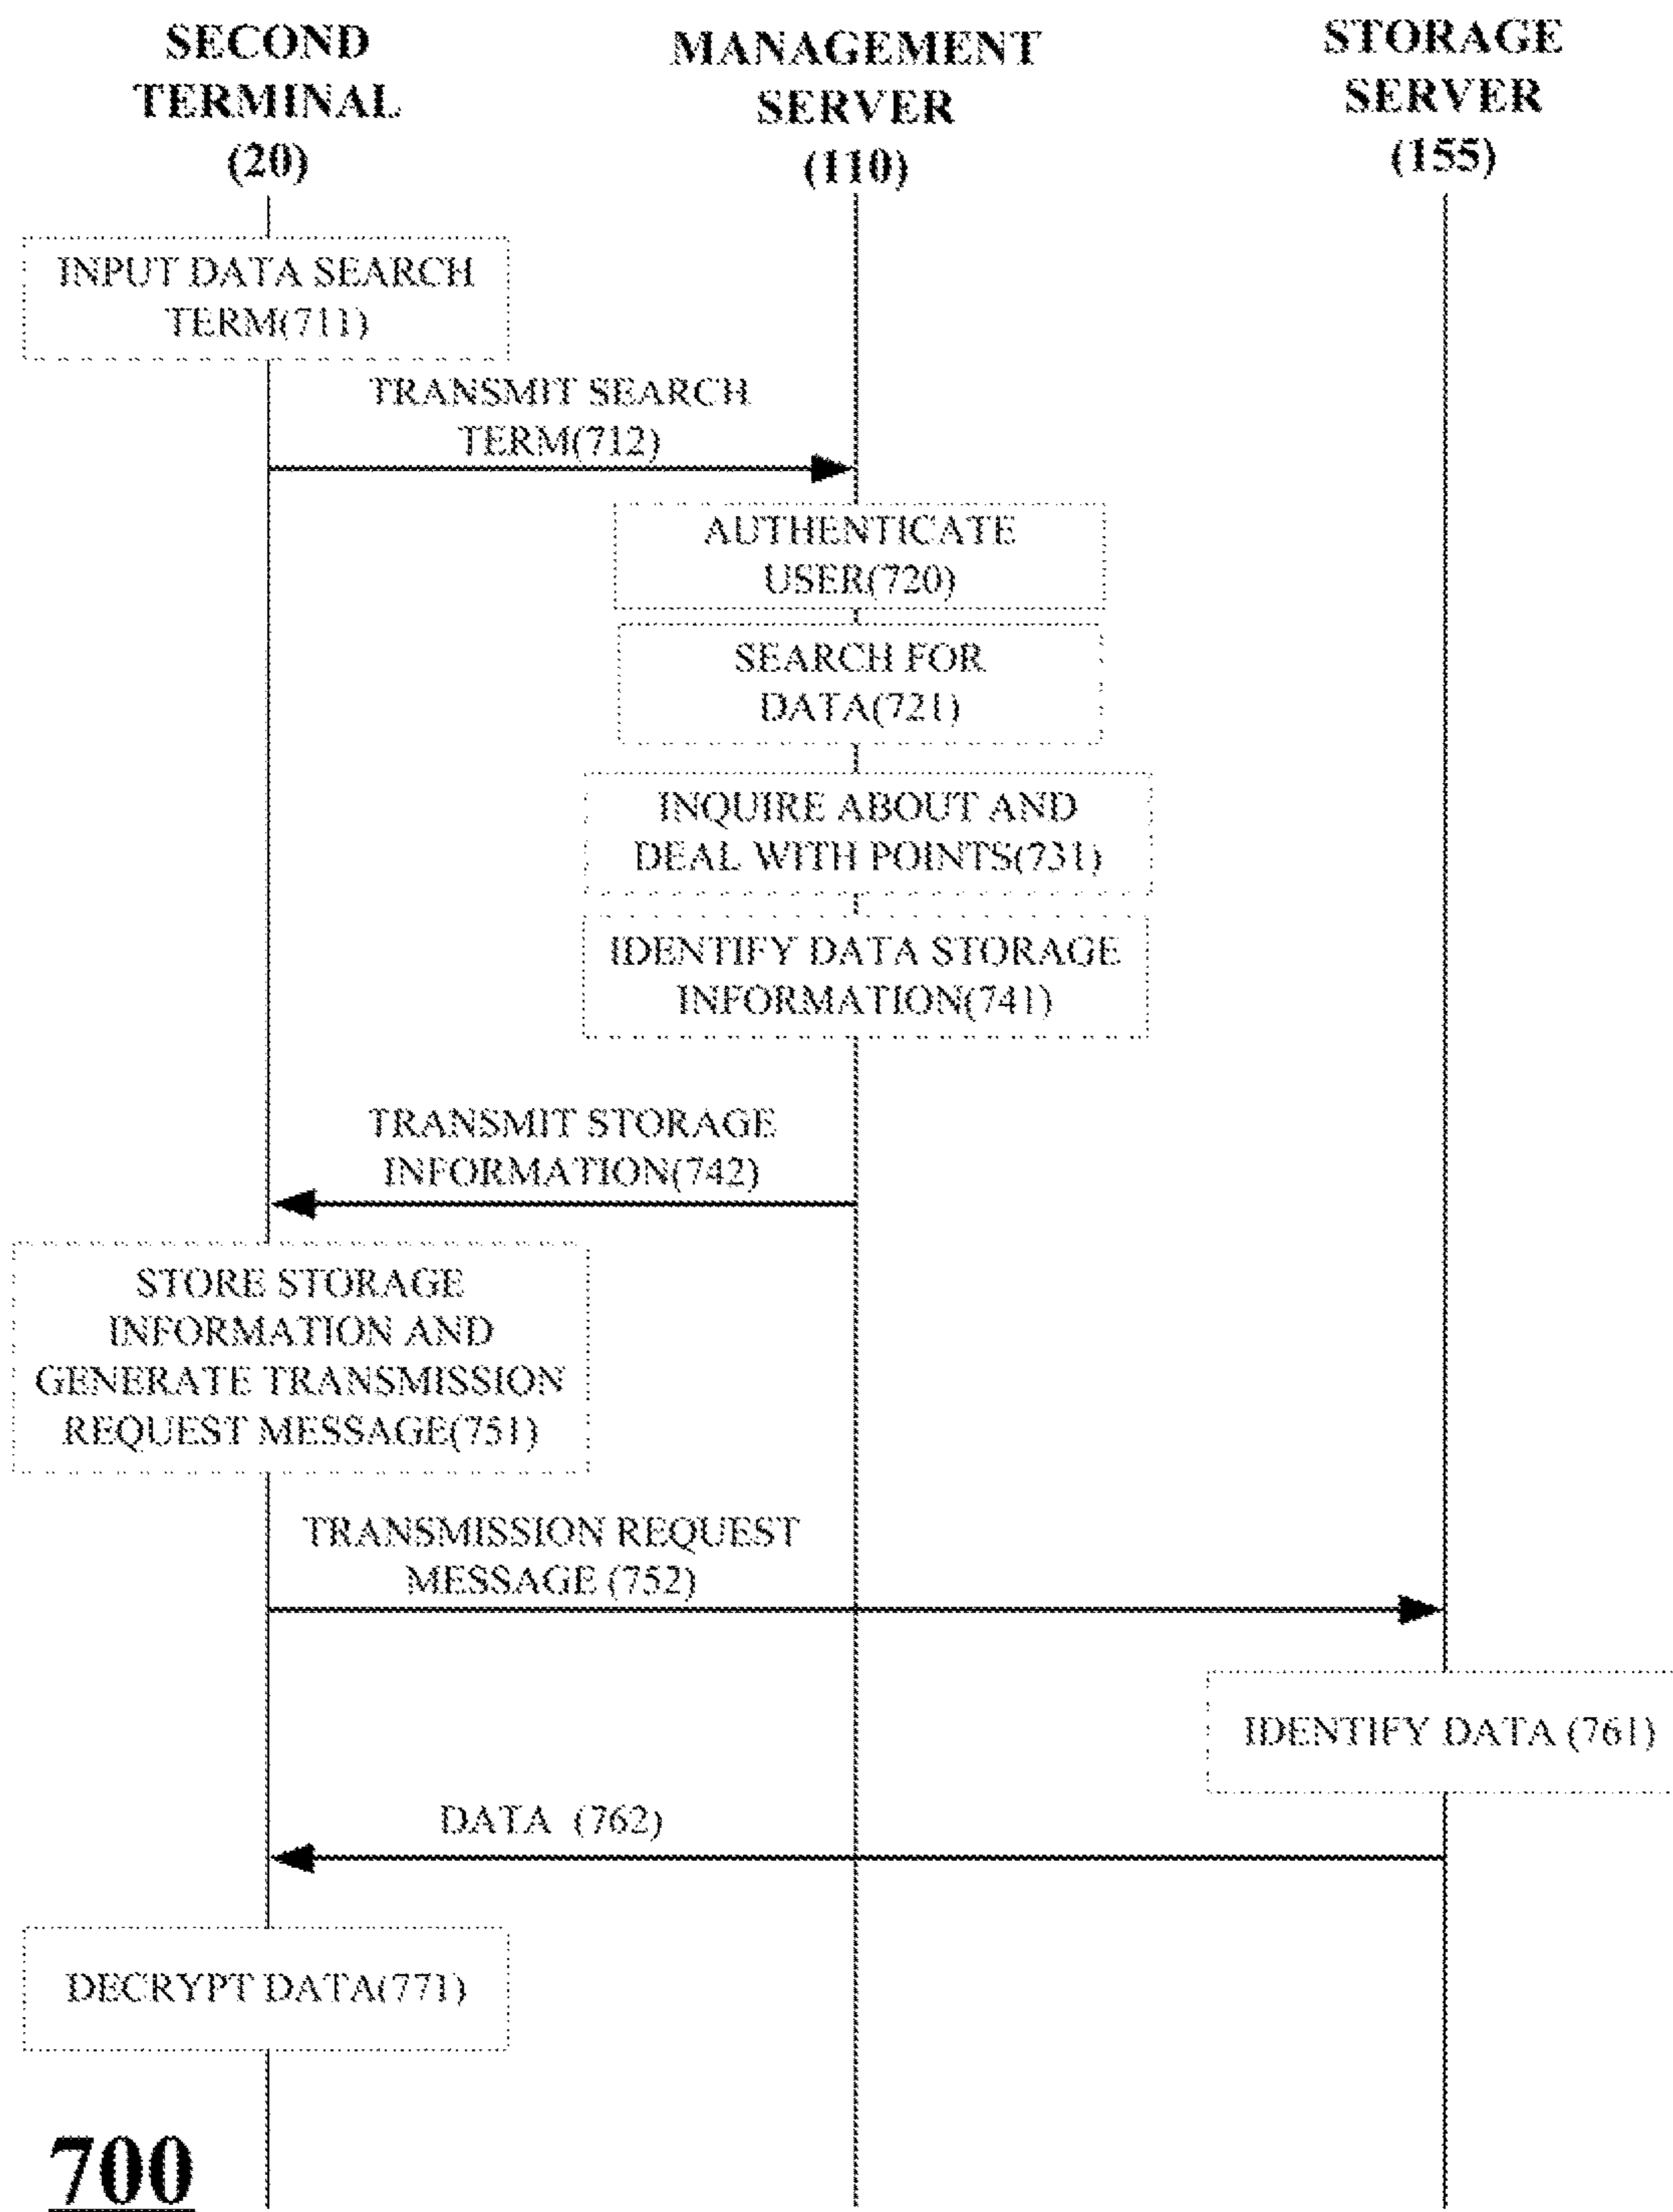 SECOND
TERMINAL
(20)
MANAGEMENT
SERVER
(110)
STORAGE
SERVER
(155)
INPUT DATA SEARCH
TERM(711)
TRANSMIT SEARCH
TERM(712)
AUTHENTICATE
USER(720)
SEARCH FOR
DATA(721)
INQUIRE ABOUT AND
DEAL WITH POINTS(731)
IDENTIFY DATA STORAGE
INFORMATION(741)
TRANSMIT STORAGE
INFORMATION(742)
STORE STORAGE
INFORMATION AND
GENERATE TRANSMISSION
REQUEST MESSAGE(751)
TRANSMISSION REQUEST
MESSAGE (752)
IDENTIFY DATA (761)
DATA (762)
DECRYPT DATA(771)
700